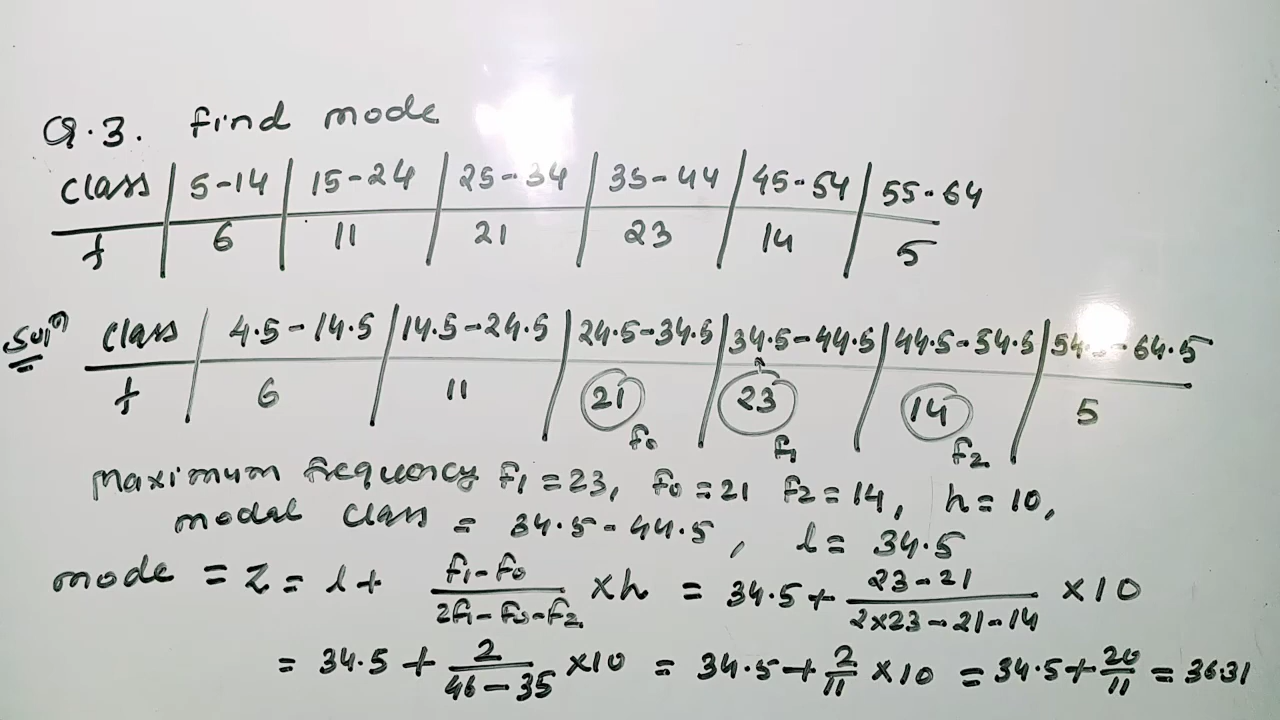 Q.3. find mode
class | 5-14 | 15-24 | 25-34 | 35-44 | 45-54 | 55-64
f | 6 | 11 | 21 | 23 | 14 | 5
Solⁿ class | 4.5-14.5 | 14.5-24.5 | 24.5-34.5 | 34.5-44.5 | 44.5-54.5 | 54. -64.5
f | 6 | 11 | 21 | 23 | 14 | 5
f₀ f₁ f₂
Maximum frequency f₁ = 23, f₀ = 21 f₂ = 14, h = 10,
modal class = 34.5-44.5, l = 34.5
mode = Z = l + (f₁-f₀)/(2f₁-f₀-f₂) × h = 34.5 + (23-21)/(2×23-21-14) × 10
= 34.5 + 2/(46-35) × 10 = 34.5 + 2/11 × 10 = 34.5 + 20/11 = 36.31